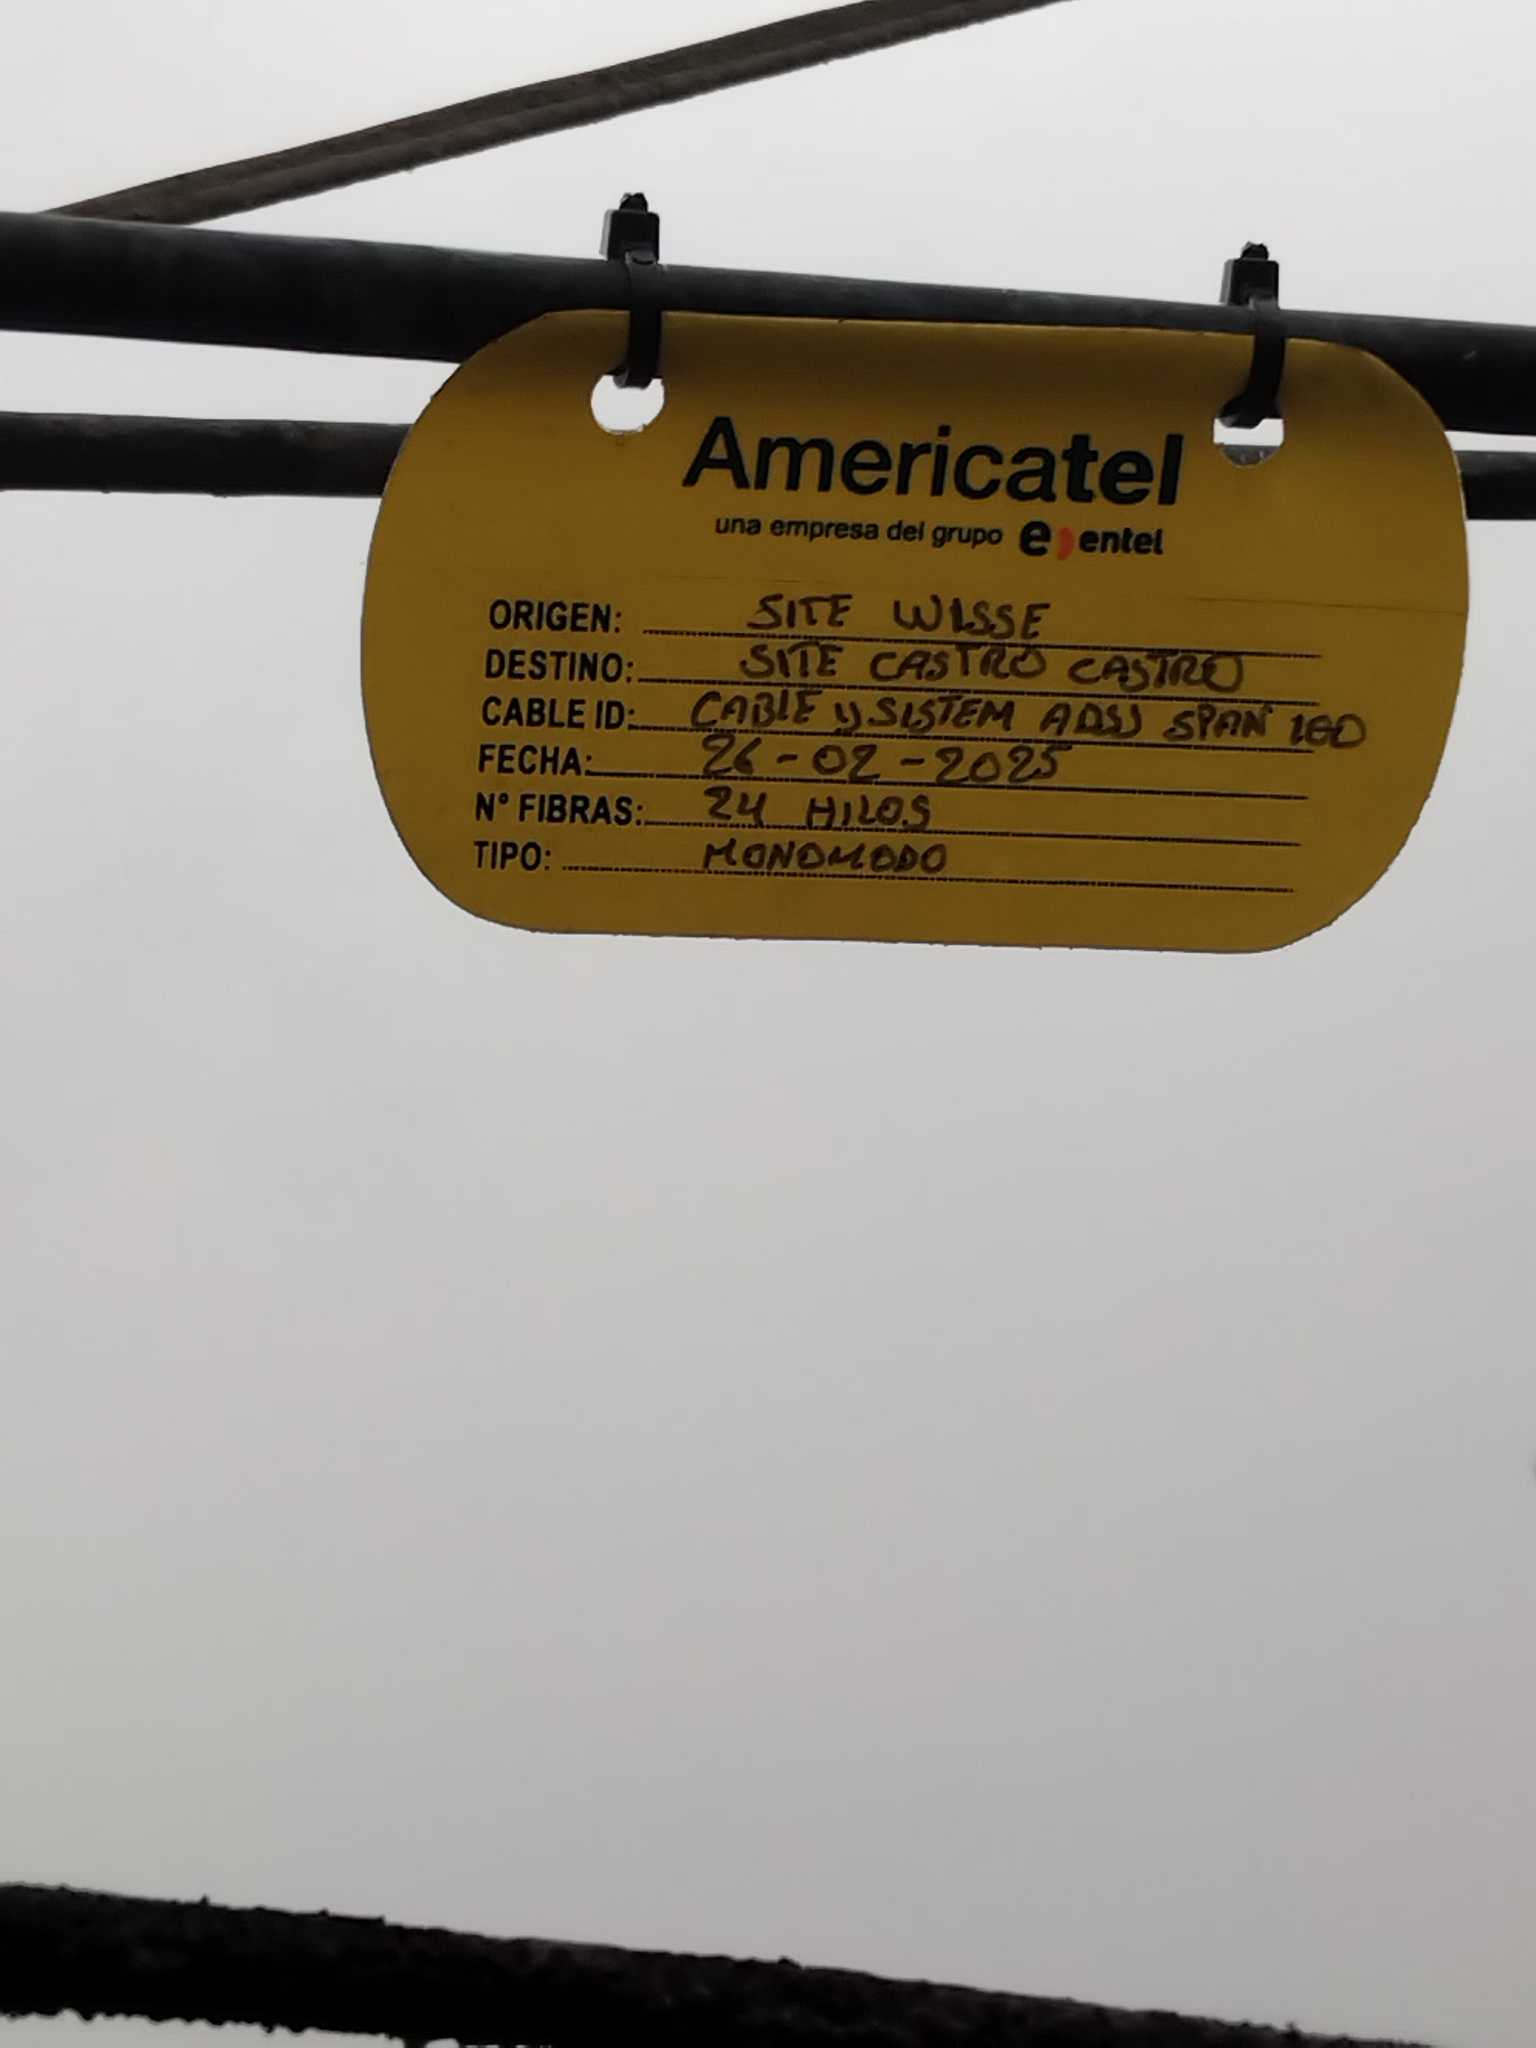 Americatel
una empresa del grupo e) entel
ORIGEN: SITE WISSE
DESTINO: SITE CASTRO CASTRO
CABLE ID: CABLE y SISTEM ADSS SPAN 160
FECHA: 26-02-2025
N° FIBRAS: 24 HILOS
TIPO: MONOMODO